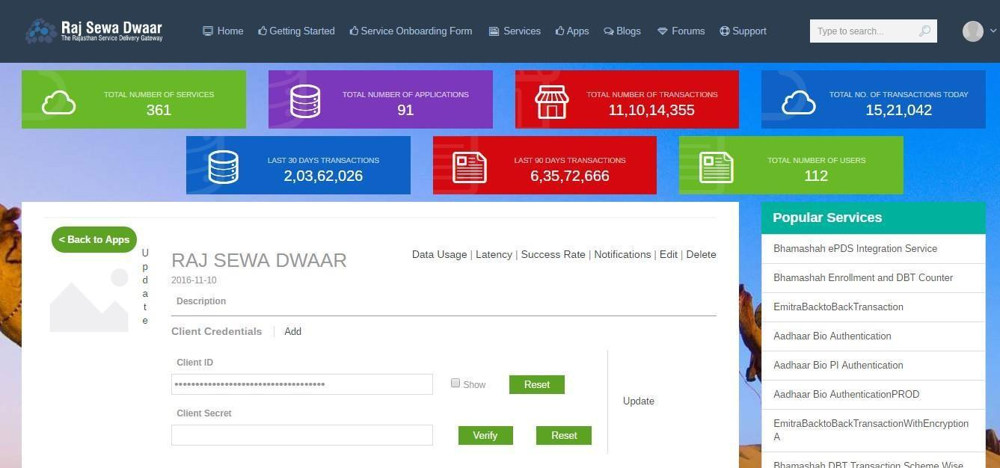 Raj Sewa Dwaar
The Rajasthan Service Delivery Gateway
Home Getting Started Service Onboarding Form Services Apps Blogs Forums Support
Type to search...
TOTAL NUMBER OF SERVICES
361
TOTAL NUMBER OF APPLICATIONS
91
TOTAL NUMBER OF TRANSACTIONS
11,10,14,355
TOTAL NO. OF TRANSACTIONS TODAY
15,21,042
LAST 30 DAYS TRANSACTIONS
2,03,62,026
LAST 90 DAYS TRANSACTIONS
6,35,72,666
TOTAL NUMBER OF USERS
112
< Back to Apps
Update
RAJ SEWA DWAAR
2016-11-10
Data Usage | Latency | Success Rate | Notifications | Edit | Delete
Description
Client Credentials Add
Client ID
Show Reset
Client Secret
Verify Reset
Update
Popular Services
Bhamashah ePDS Integration Service
Bhamashah Enrollment and DBT Counter
EmitraBacktoBackTransaction
Aadhaar Bio Authentication
Aadhaar Bio PI Authentication
Aadhaar Bio AuthenticationPROD
EmitraBacktoBackTransactionWithEncryption
A
Bhamashah DBT Transaction Scheme Wise